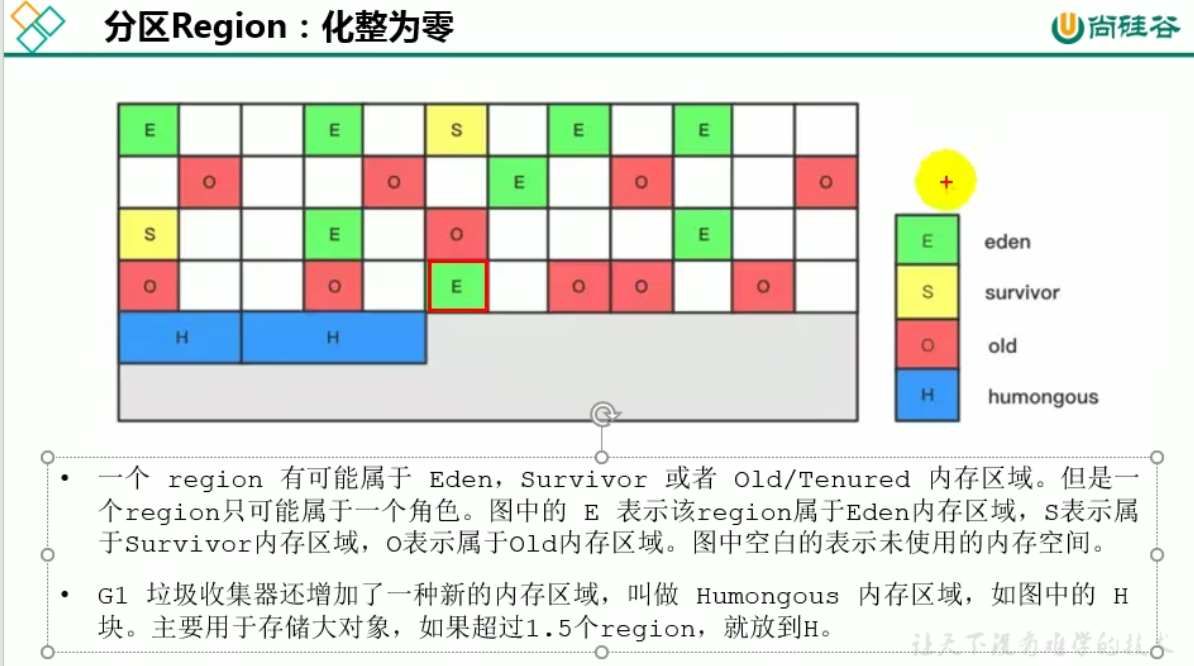 分区Region：化整为零
尚硅谷
E E S E E
O O E O O
S E O E
O O E O O O
H H
E eden
S survivor
O old
H humongous
• 一个 region 有可能属于 Eden，Survivor 或者 Old/Tenured 内存区域。但是一
个region只可能属于一个角色。图中的 E 表示该region属于Eden内存区域，S表示属
于Survivor内存区域，O表示属于Old内存区域。图中空白的表示未使用的内存空间。
• G1 垃圾收集器还增加了一种新的内存区域，叫做 Humongous 内存区域，如图中的 H
块。主要用于存储大对象，如果超过1.5个region，就放到H。
让天下没有难学的技术